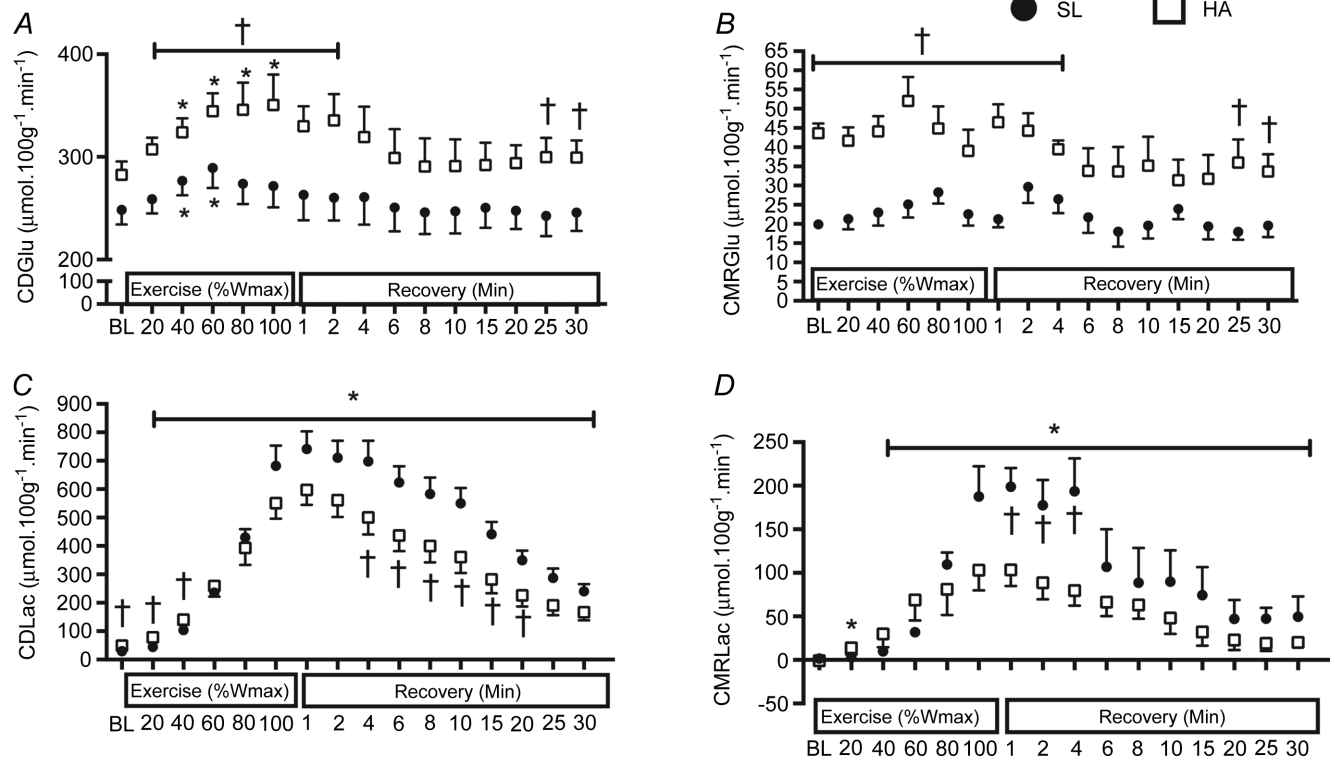 SL HA
A
CDGlu (µmol.100g⁻¹.min⁻¹)
400
300
200
100
0
†
* * * *
† †
* *
Exercise (%Wmax) Recovery (Min)
BL 20 40 60 80 100 1 2 4 6 8 10 15 20 25 30
B
CMRGlu (µmol.100g⁻¹.min⁻¹)
65
60
55
50
45
40
35
30
25
20
15
10
5
0
†
† †
Exercise (%Wmax) Recovery (Min)
BL 20 40 60 80 100 1 2 4 6 8 10 15 20 25 30
C
CDLac (µmol.100g⁻¹.min⁻¹)
900
800
700
600
500
400
300
200
100
0
*
† † † † † † † † †
Exercise (%Wmax) Recovery (Min)
BL 20 40 60 80 100 1 2 4 6 8 10 15 20 25 30
D
CMRLac (µmol.100g⁻¹.min⁻¹)
250
200
150
100
50
0
-50
*
† † †
*
Exercise (%Wmax) Recovery (Min)
BL 20 40 60 80 100 1 2 4 6 8 10 15 20 25 30